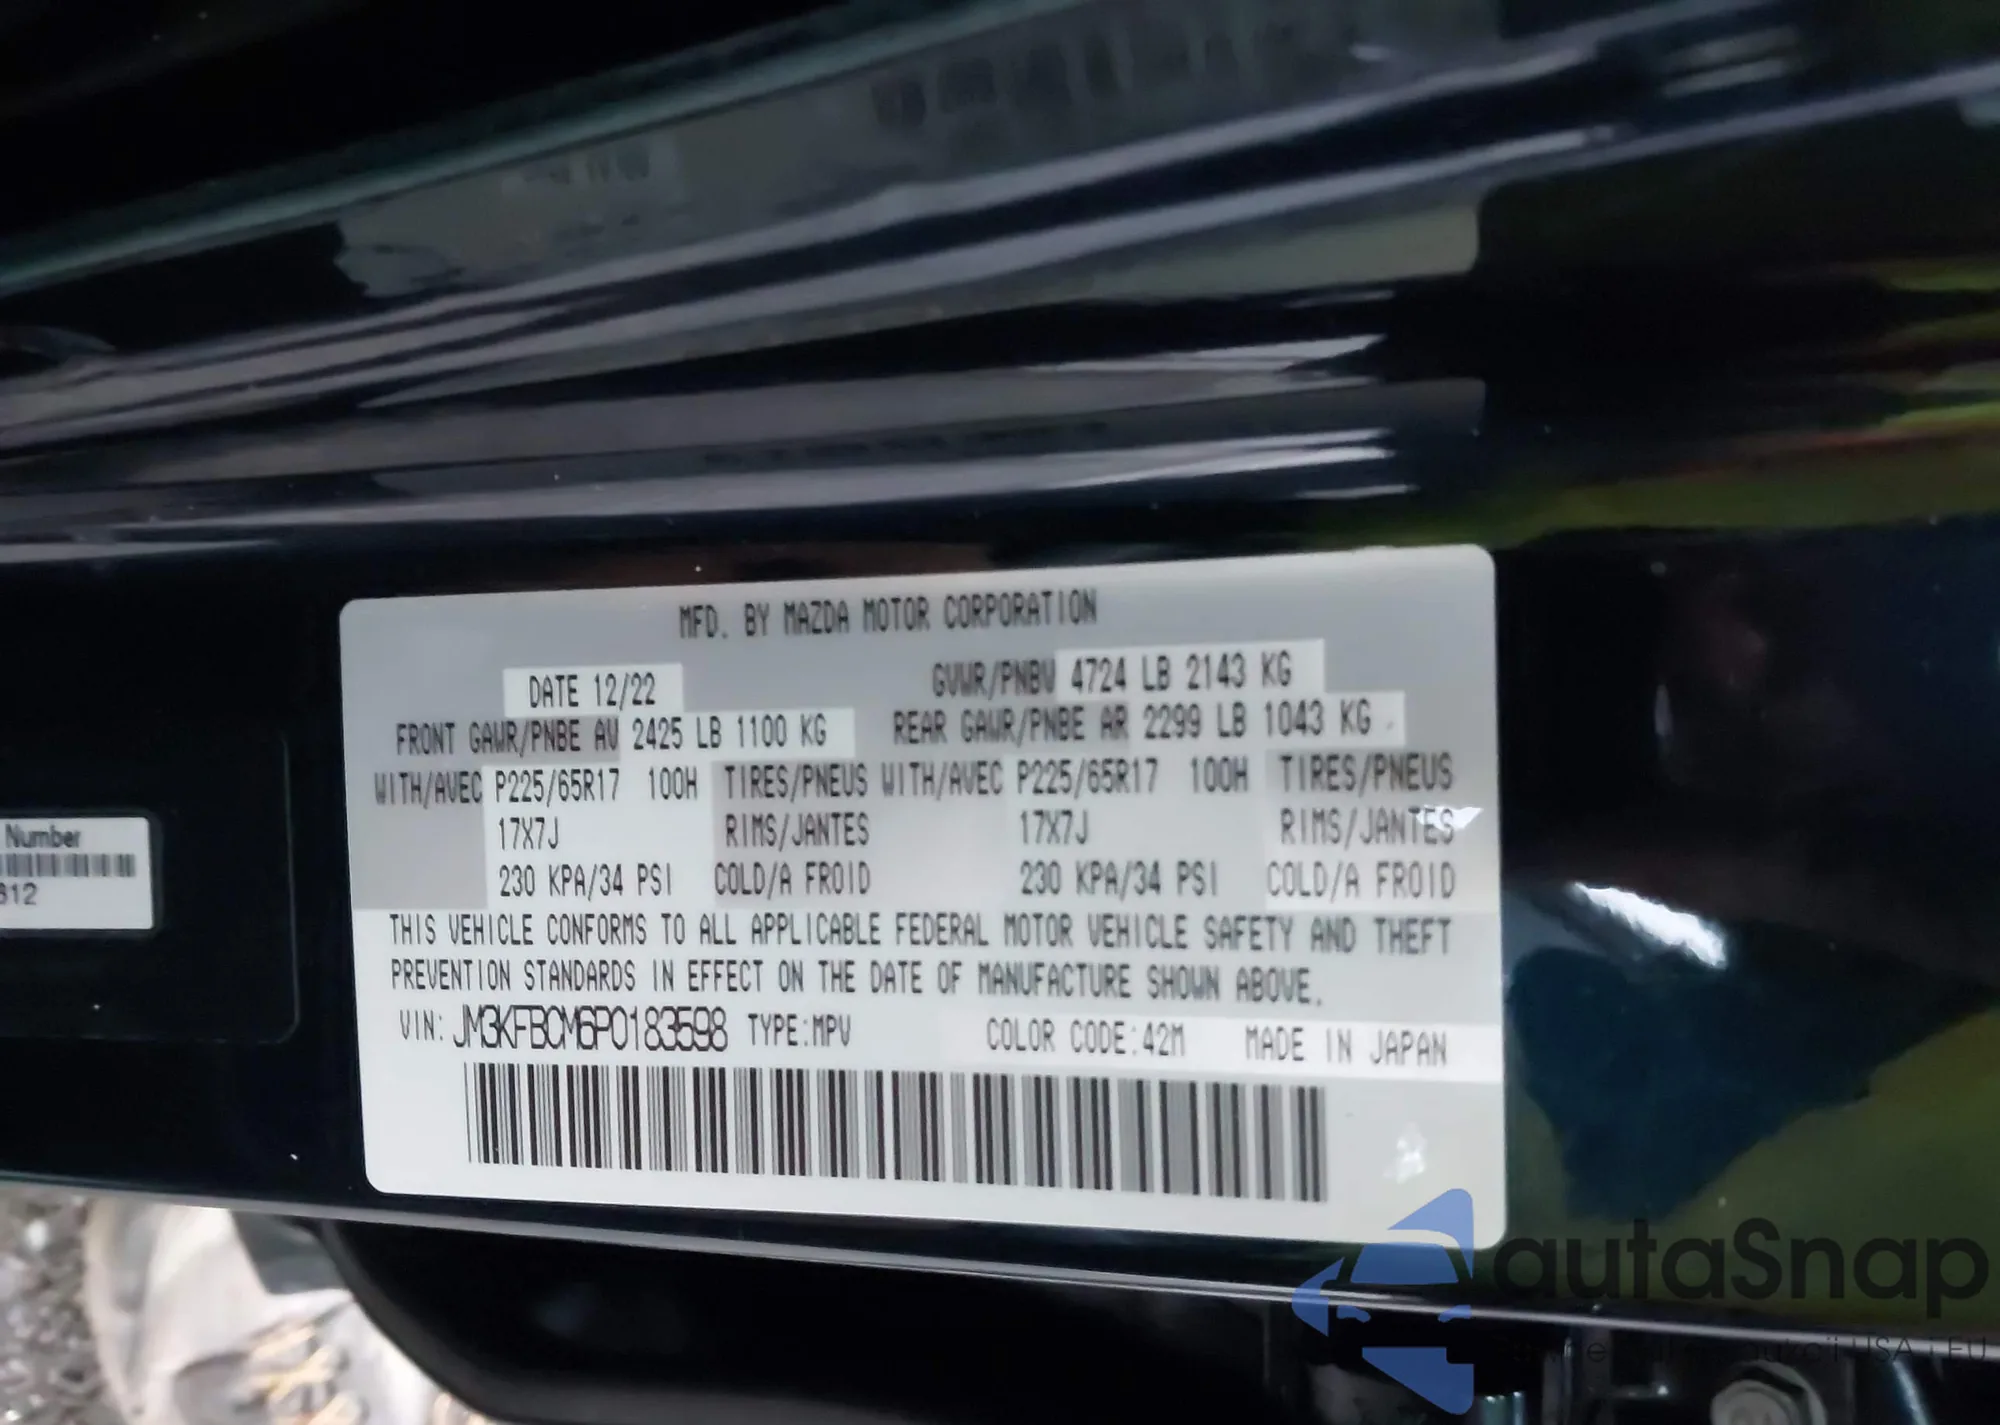 MFD. BY MAZDA MOTOR CORPORATION
DATE 12/22 GVWR/PNBV 4724 LB 2143 KG
FRONT GAWR/PNBE AV 2425 LB 1100 KG REAR GAWR/PNBE AR 2299 LB 1043 KG
WITH/AVEC P225/65R17 100H TIRES/PNEUS WITH/AVEC P225/65R17 100H TIRES/PNEUS
17X7J RIMS/JANTES 17X7J RIMS/JANTES
230 KPA/34 PSI COLD/A FROID 230 KPA/34 PSI COLD/A FROID
THIS VEHICLE CONFORMS TO ALL APPLICABLE FEDERAL MOTOR VEHICLE SAFETY AND THEFT
PREVENTION STANDARDS IN EFFECT ON THE DATE OF MANUFACTURE SHOWN ABOVE.
VIN: JM3KFBCM6P0183598 TYPE:MPV COLOR CODE:42M MADE IN JAPAN
Number
312
autaSnap
USA i EU